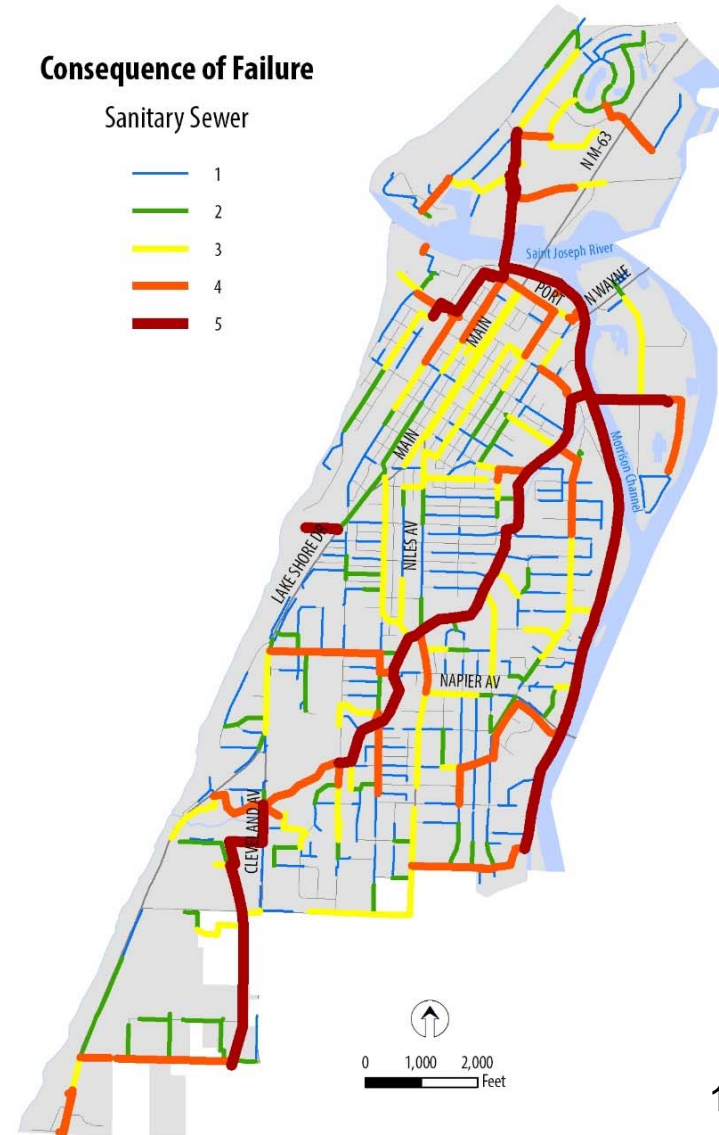 Consequence of Failure
Sanitary Sewer
1
2
3
4
5
N M-63
Saint Joseph River
PORT
N WAYNE
MAIN
MAIN
Morrison Channel
NILES AV
LAKE SHORE DR
NAPIER AV
CLEVELAND AV
0 1,000 2,000
Feet
1